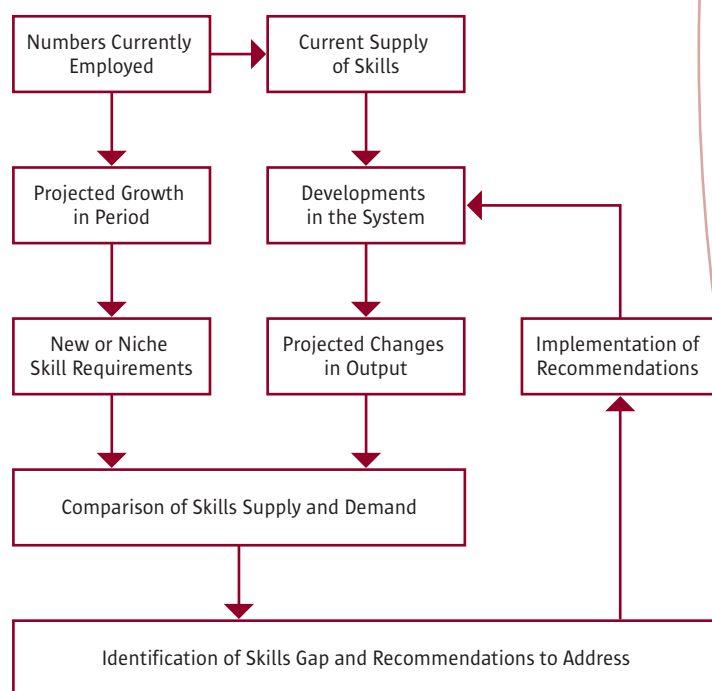 Numbers Currently
Employed
Current Supply
of Skills
Projected Growth
in Period
Developments
in the System
New or Niche
Skill Requirements
Projected Changes
in Output
Implementation of
Recommendations
Comparison of Skills Supply and Demand
Identification of Skills Gap and Recommendations to Address